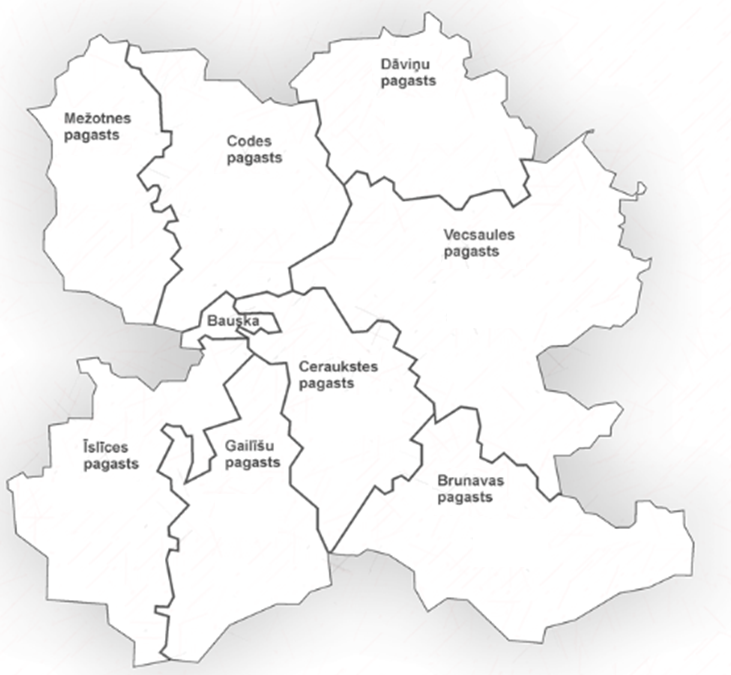 Dāviņu
pagasts
Mežotnes
pagasts
Codes
pagasts
Vecsaules
pagasts
Bauska
Ceraukstes
pagasts
Īslīces
pagasts
Gailīšu
pagasts
Brunavas
pagasts